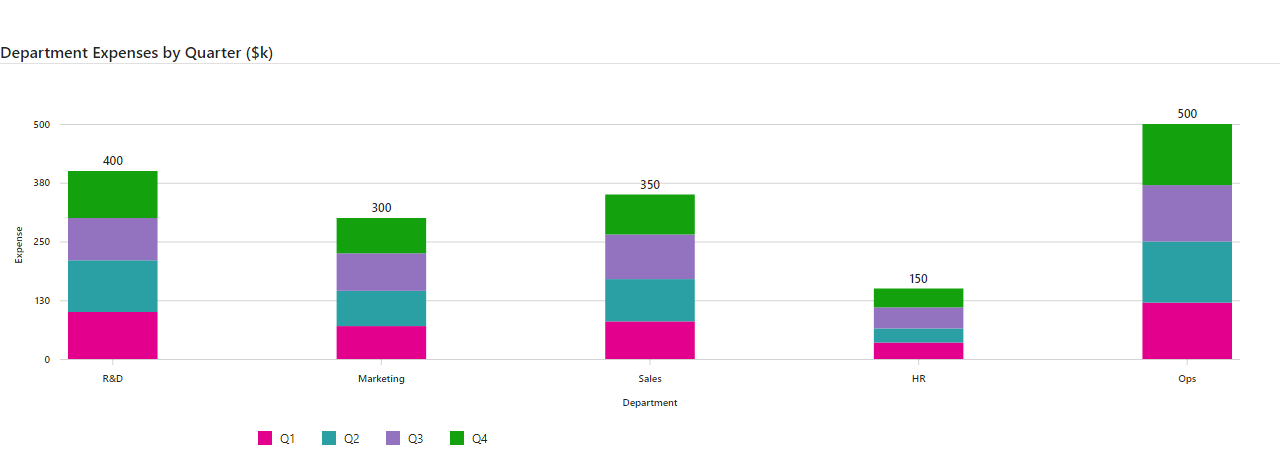 Department Expenses by Quarter ($k)
500
500
400
380
350
300
250
Expense
150
130
0
R&D Marketing Sales HR Ops
Department
Q1 Q2 Q3 Q4